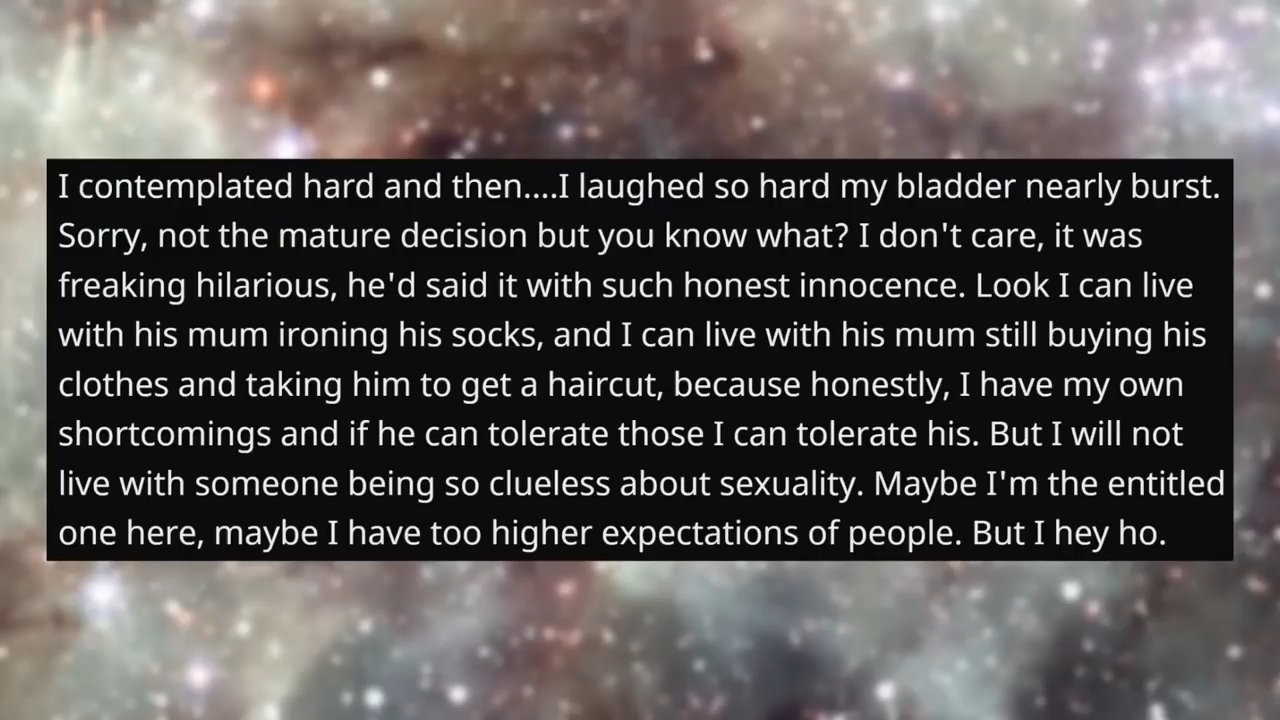 I contemplated hard and then....I laughed so hard my bladder nearly burst.
Sorry, not the mature decision but you know what? I don't care, it was
freaking hilarious, he'd said it with such honest innocence. Look I can live
with his mum ironing his socks, and I can live with his mum still buying his
clothes and taking him to get a haircut, because honestly, I have my own
shortcomings and if he can tolerate those I can tolerate his. But I will not
live with someone being so clueless about sexuality. Maybe I'm the entitled
one here, maybe I have too higher expectations of people. But I hey ho.